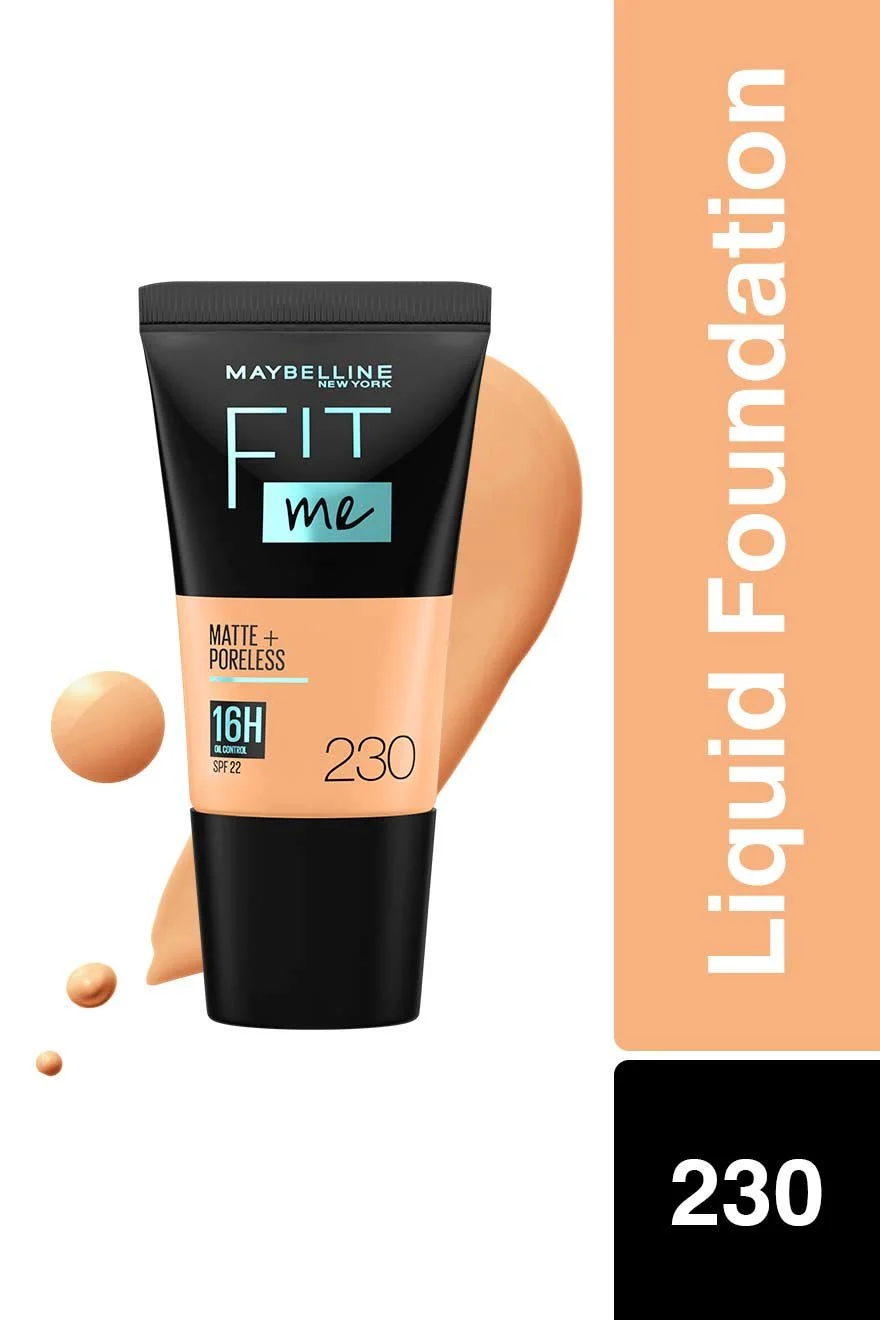 MAYBELLINE
NEW YORK
FIT
me
MATTE +
PORELESS
16H
OIL CONTROL
SPF 22
230
Liquid Foundation
230